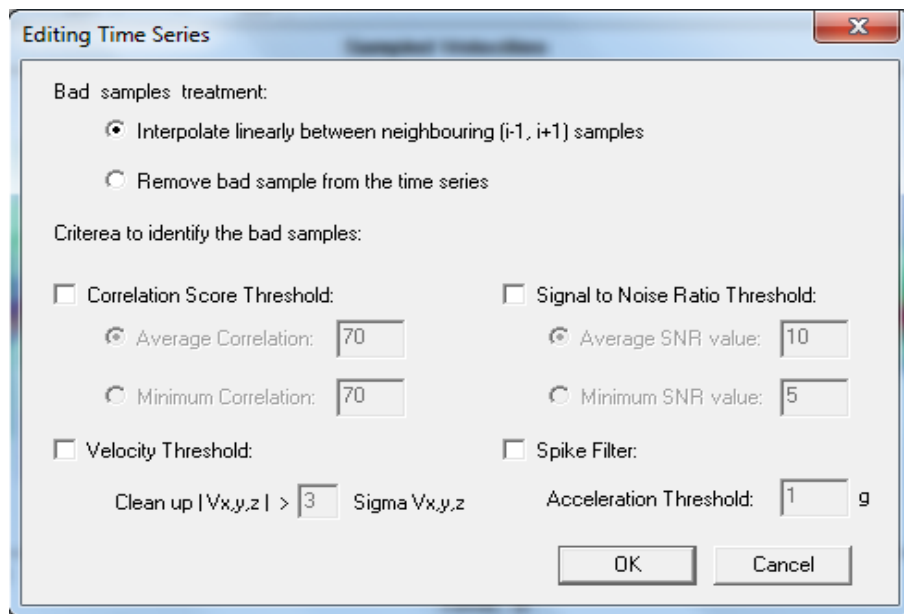 Editing Time Series
Bad samples treatment:
Interpolate linearly between neighbouring (i-1, i+1) samples
Remove bad sample from the time series
Criterea to identify the bad samples:
Correlation Score Threshold:
Average Correlation: 70
Minimum Correlation: 70
Signal to Noise Ratio Threshold:
Average SNR value: 10
Minimum SNR value: 5
Velocity Threshold:
Clean up |Vx,y,z| > 3 Sigma Vx,y,z
Spike Filter:
Acceleration Threshold: 1 g
OK
Cancel